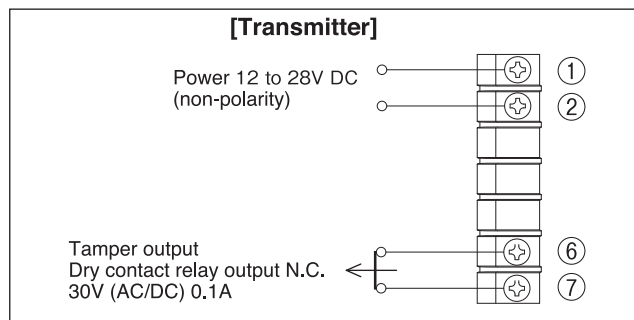 [Transmitter]
Power 12 to 28V DC
(non-polarity)
①
②
Tamper output
Dry contact relay output N.C.
30V (AC/DC) 0.1A
⑥
⑦